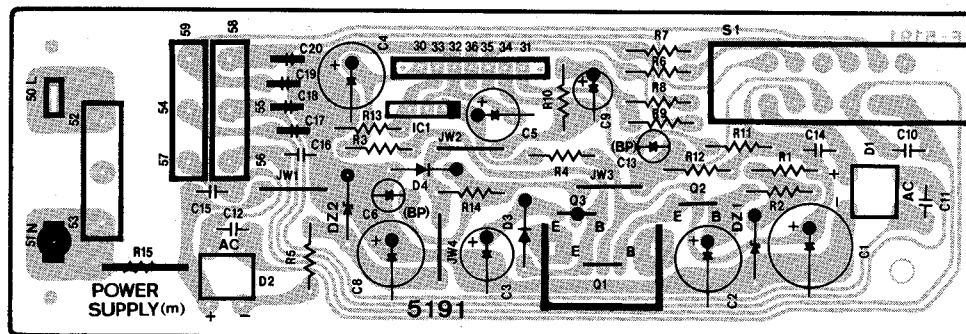 59
58
C20
C4
30 33 32 36 35 34 31
R7
S1
E-5191
50 L
C19
R6
52
54
C18
55
R10
R8
C9
C17
R13
IC1
C5
R9
R11
C14
C10
D1
C16
R3
JW2
(BP)
C13
57
56
R4
R12
R1
JW1
D4
JW3
+
C15
C12
DZ2
C6
(BP)
R14
Q3
Q2
R2
AC
C11
53
51 N
AC
D3
E
B
E
B
DZ1
-
R15
R5
E
B
JW4
POWER
SUPPLY(m)
D2
C8
C3
Q1
C2
C1
+ -
5191